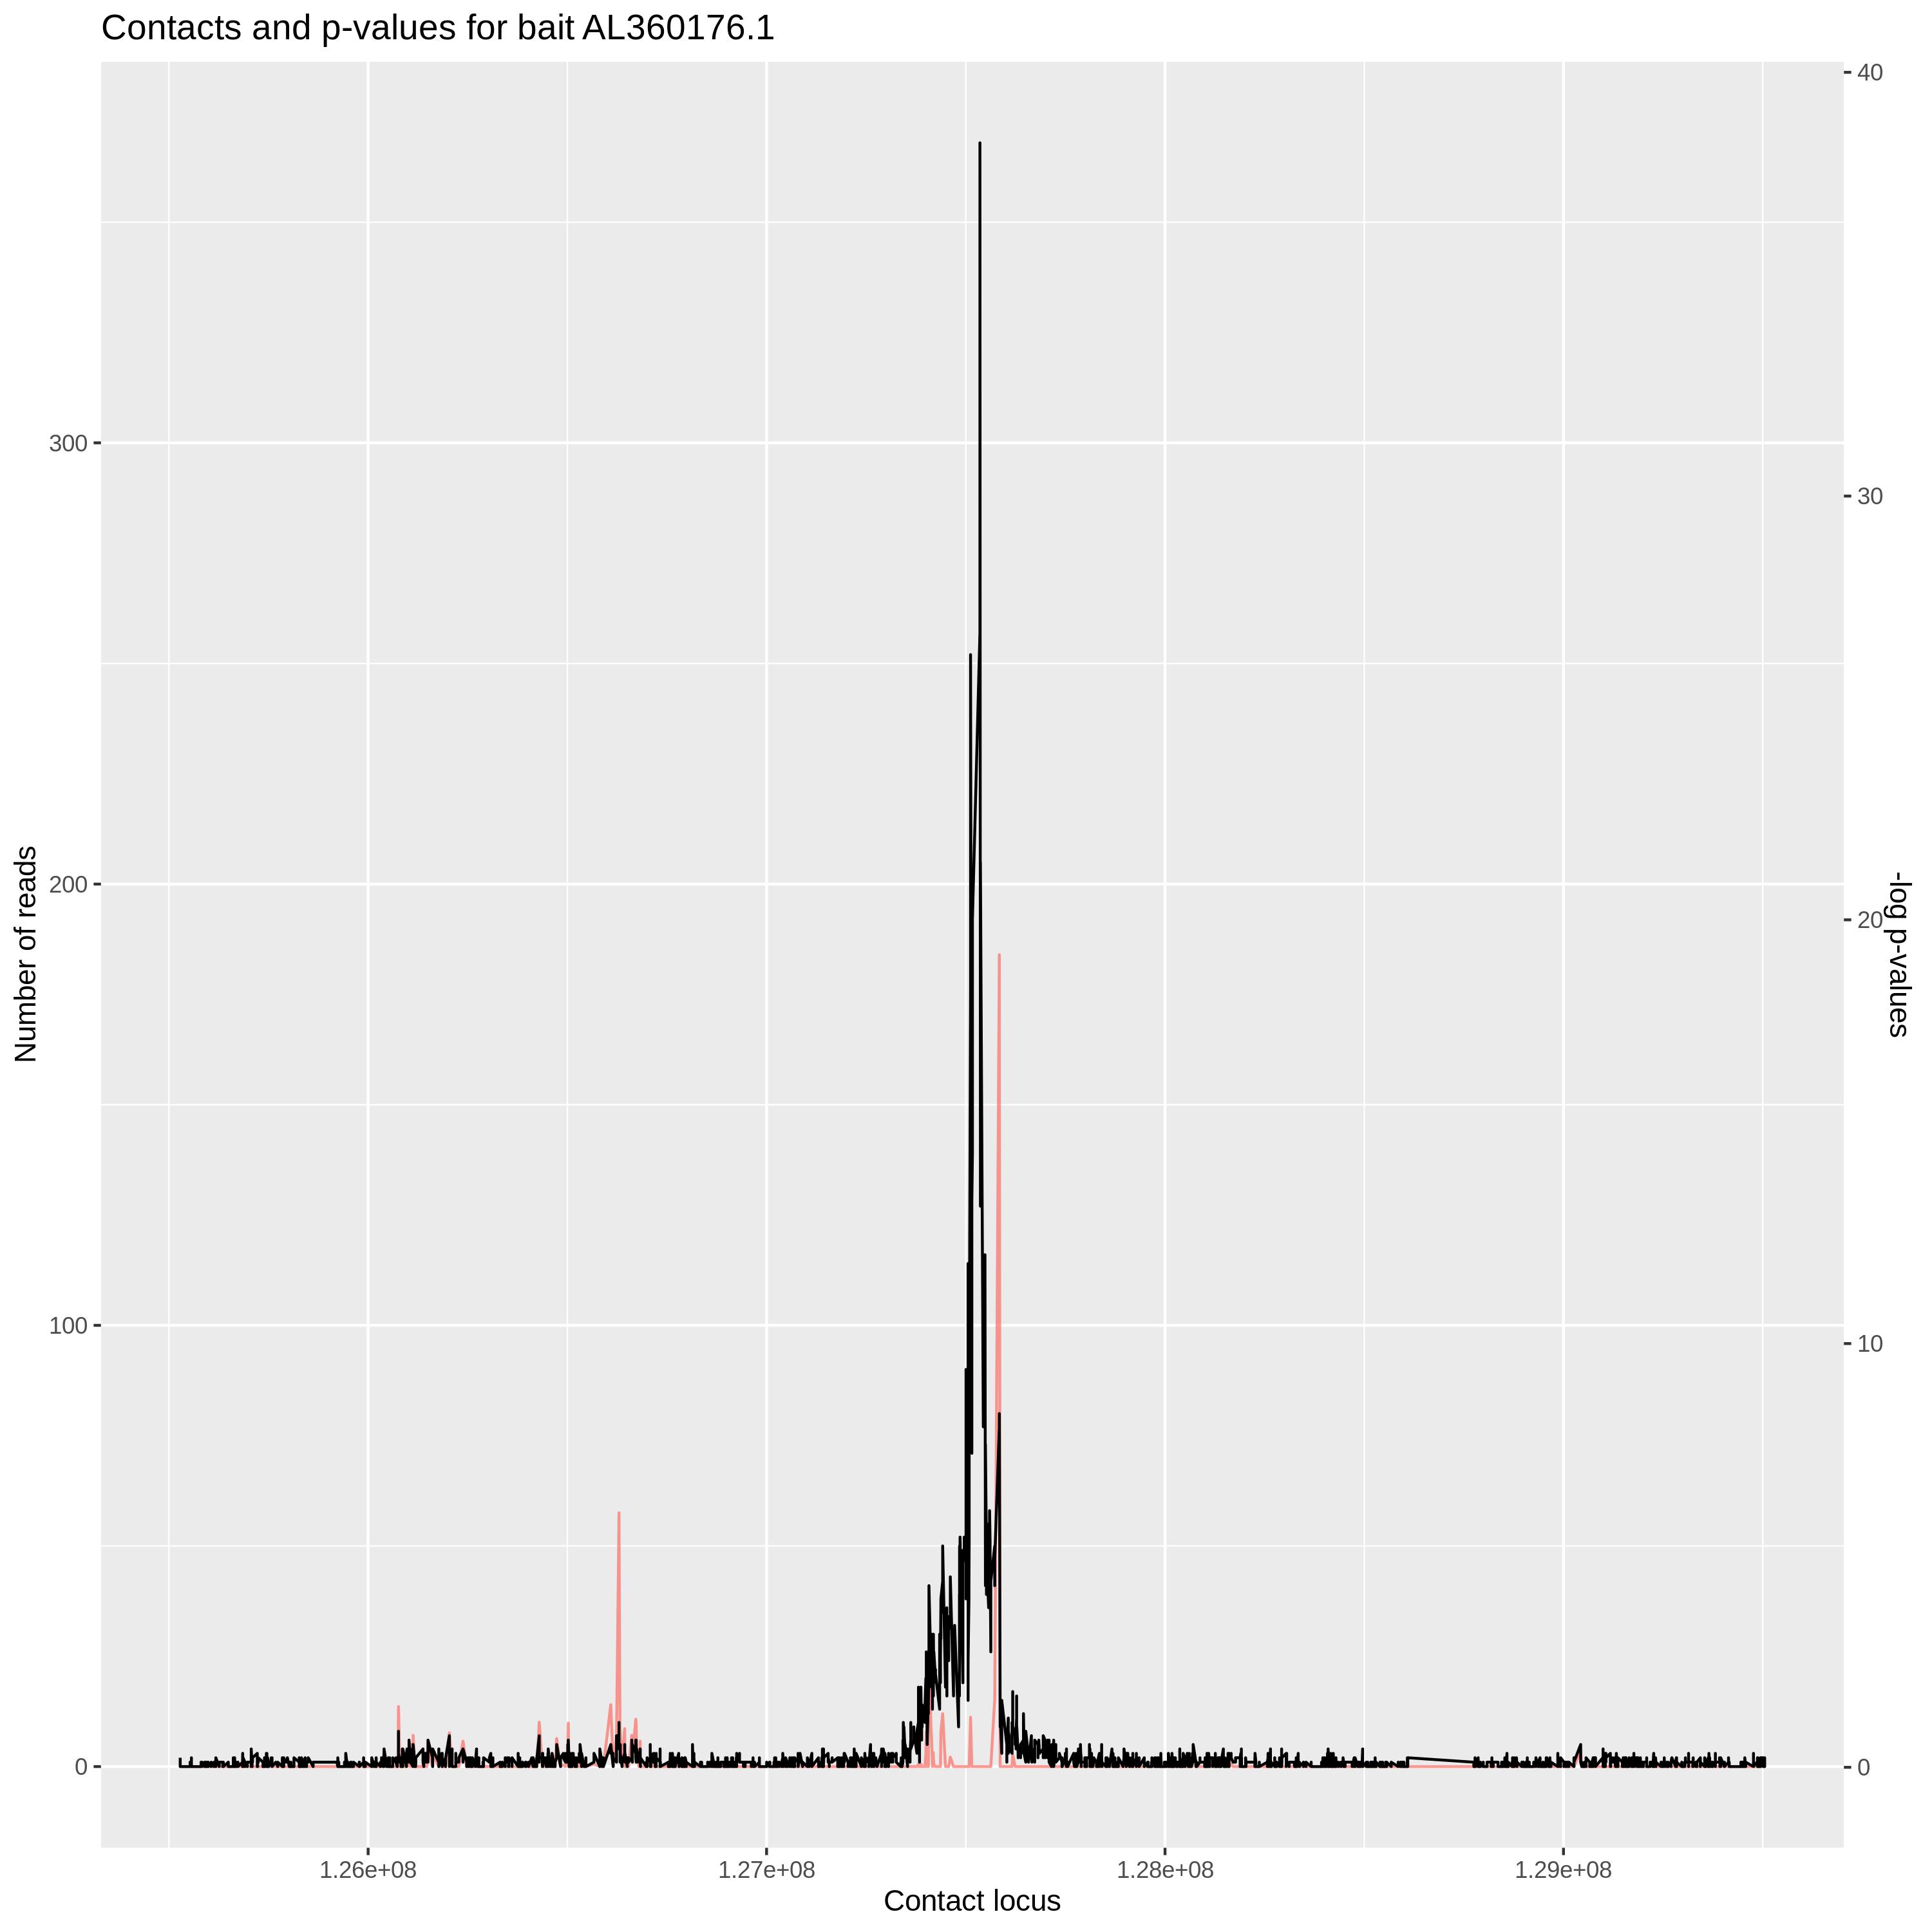 Contacts and p-values for bait AL360176.1
Number of reads
300
200
100
0
40
30
20
10
0
-log p-values
1.26e+08
1.27e+08
1.28e+08
1.29e+08
Contact locus